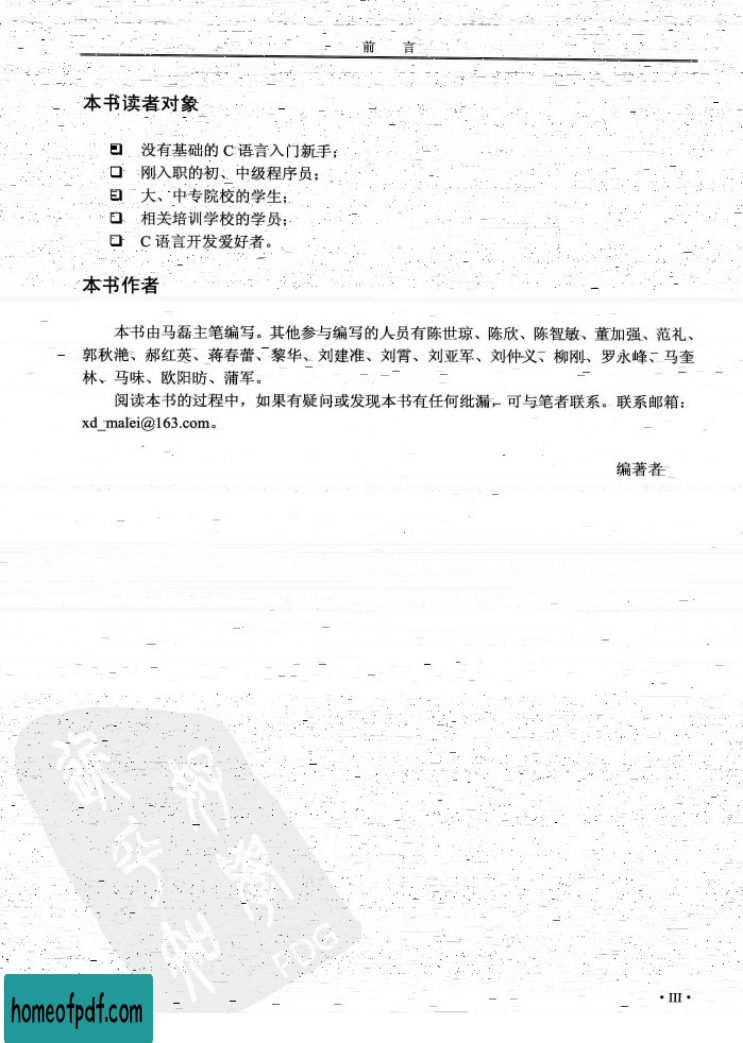 前 言
本书读者对象
没有基础的 C 语言入门新手;
刚入职的初、中级程序员;
大、中专院校的学生;
相关培训学校的学员;
C 语言开发爱好者。
本书作者
本书由马磊主笔编写。其他参与编写的人员有陈世琼、陈欣、陈智敏、董加强、范礼、
郭秋滟、郝红英、蒋春蕾、黎华、刘建准、刘霄、刘亚军、刘仲义、柳刚、罗永峰、马奎
林、马味、欧阳昉、蒲军。
阅读本书的过程中，如果有疑问或发现本书有任何纰漏，可与笔者联系。联系邮箱：
xd_malei@163.com。
编著者
FDG
homeofpdf.com
·III·